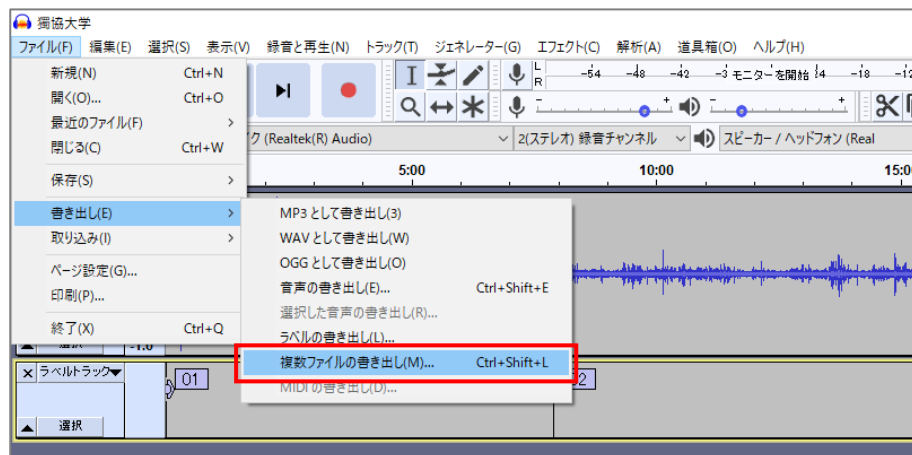 獨協大学
ファイル(F) 編集(E) 選択(S) 表示(V) 録音と再生(N) トラック(T) ジェネレーター(G) エフェクト(C) 解析(A) 道具箱(O) ヘルプ(H)
新規(N) Ctrl+N
開く(O)... Ctrl+O
最近のファイル(F)
閉じる(C) Ctrl+W
保存(S)
書き出し(E)
取り込み(I)
ページ設定(G)...
印刷(P)...
終了(X) Ctrl+Q
L
R
-54 -48 -42 -3 モニターを開始 -18
(Realtek(R) Audio) 2(ステレオ) 録音チャンネル スピーカー / ヘッドフォン (Real
5:00 10:00 15:0
MP3 として書き出し(3)
WAV として書き出し(W)
OGG として書き出し(O)
音声の書き出し(E)... Ctrl+Shift+E
選択した音声の書き出し(R)...
ラベルの書き出し(L)...
複数ファイルの書き出し(M)... Ctrl+Shift+L
MIDI の書き出し(D)...
-1.0
ラベルトラック
01
選択